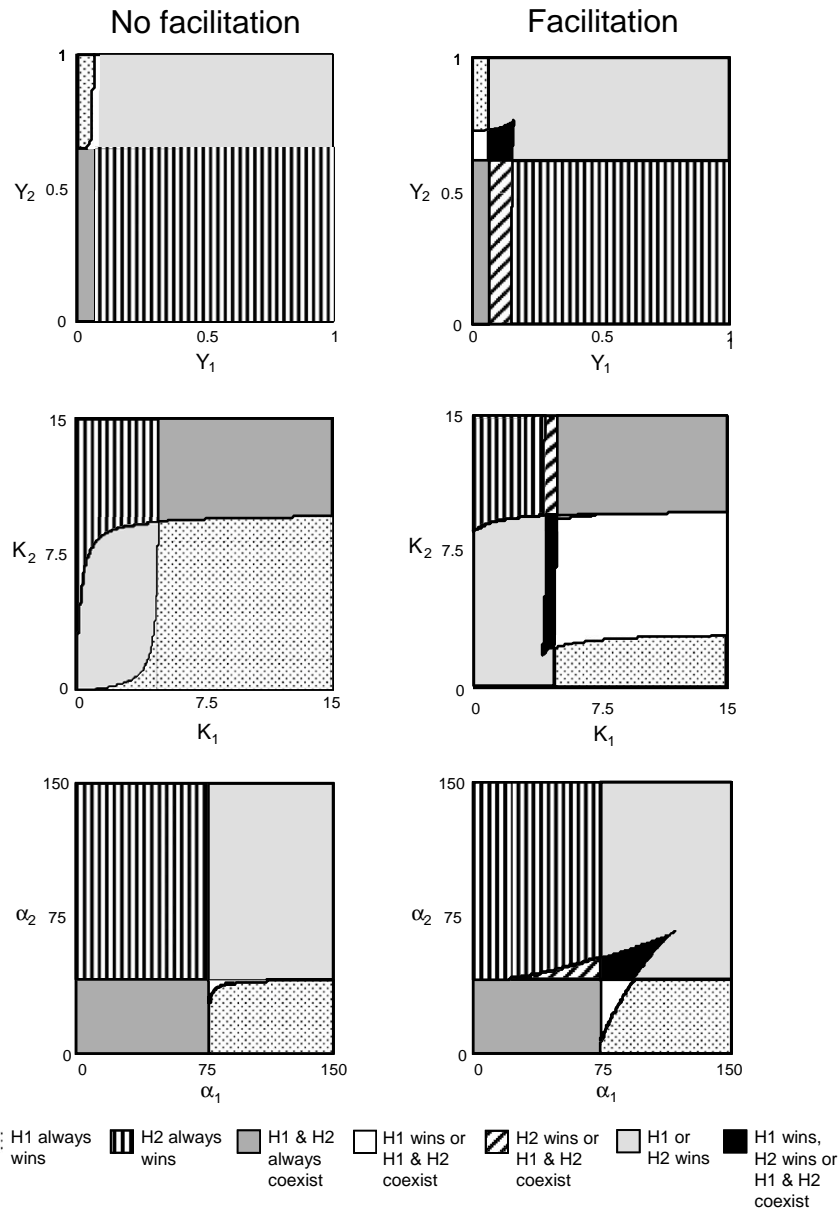 No facilitation
Facilitation
1
Y2
0.5
0
0
0.5
1
Y1
1
Y2
0.5
0
0
0.5
1
1
Y1
15
K2
7.5
0
0
7.5
15
K1
15
K2
7.5
0
0
7.5
15
K1
150
α2
75
0
0
75
150
α1
150
α2
75
0
0
75
150
α1
H1 always
wins
H2 always
wins
H1 & H2
always
coexist
H1 wins or
H1 & H2
coexist
H2 wins or
H1 & H2
coexist
H1 or
H2 wins
H1 wins,
H2 wins or
H1 & H2
coexist